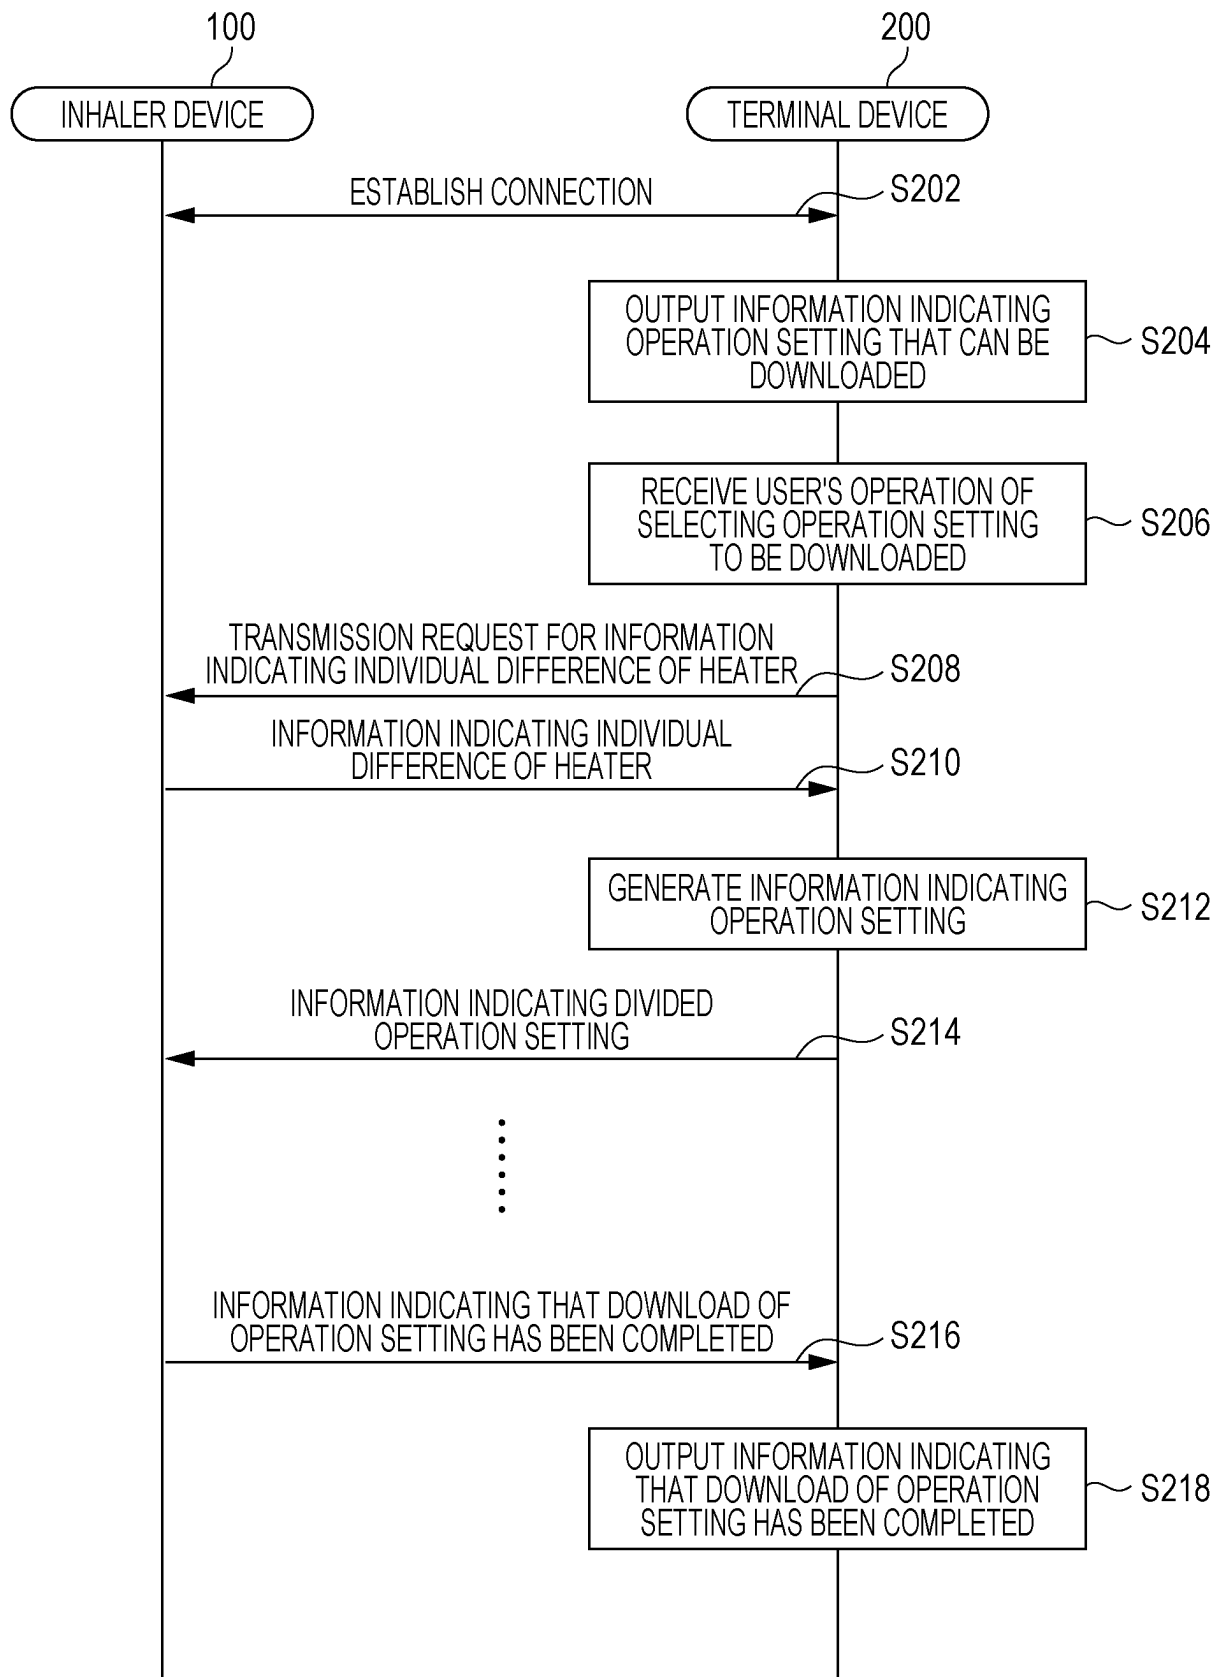 100
200
INHALER DEVICE
TERMINAL DEVICE
ESTABLISH CONNECTION
S202
OUTPUT INFORMATION INDICATING
OPERATION SETTING THAT CAN BE
DOWNLOADED
S204
RECEIVE USER'S OPERATION OF
SELECTING OPERATION SETTING
TO BE DOWNLOADED
S206
TRANSMISSION REQUEST FOR INFORMATION
INDICATING INDIVIDUAL DIFFERENCE OF HEATER
S208
INFORMATION INDICATING INDIVIDUAL
DIFFERENCE OF HEATER
S210
GENERATE INFORMATION INDICATING
OPERATION SETTING
S212
INFORMATION INDICATING DIVIDED
OPERATION SETTING
S214
INFORMATION INDICATING THAT DOWNLOAD OF
OPERATION SETTING HAS BEEN COMPLETED
S216
OUTPUT INFORMATION INDICATING
THAT DOWNLOAD OF OPERATION
SETTING HAS BEEN COMPLETED
S218